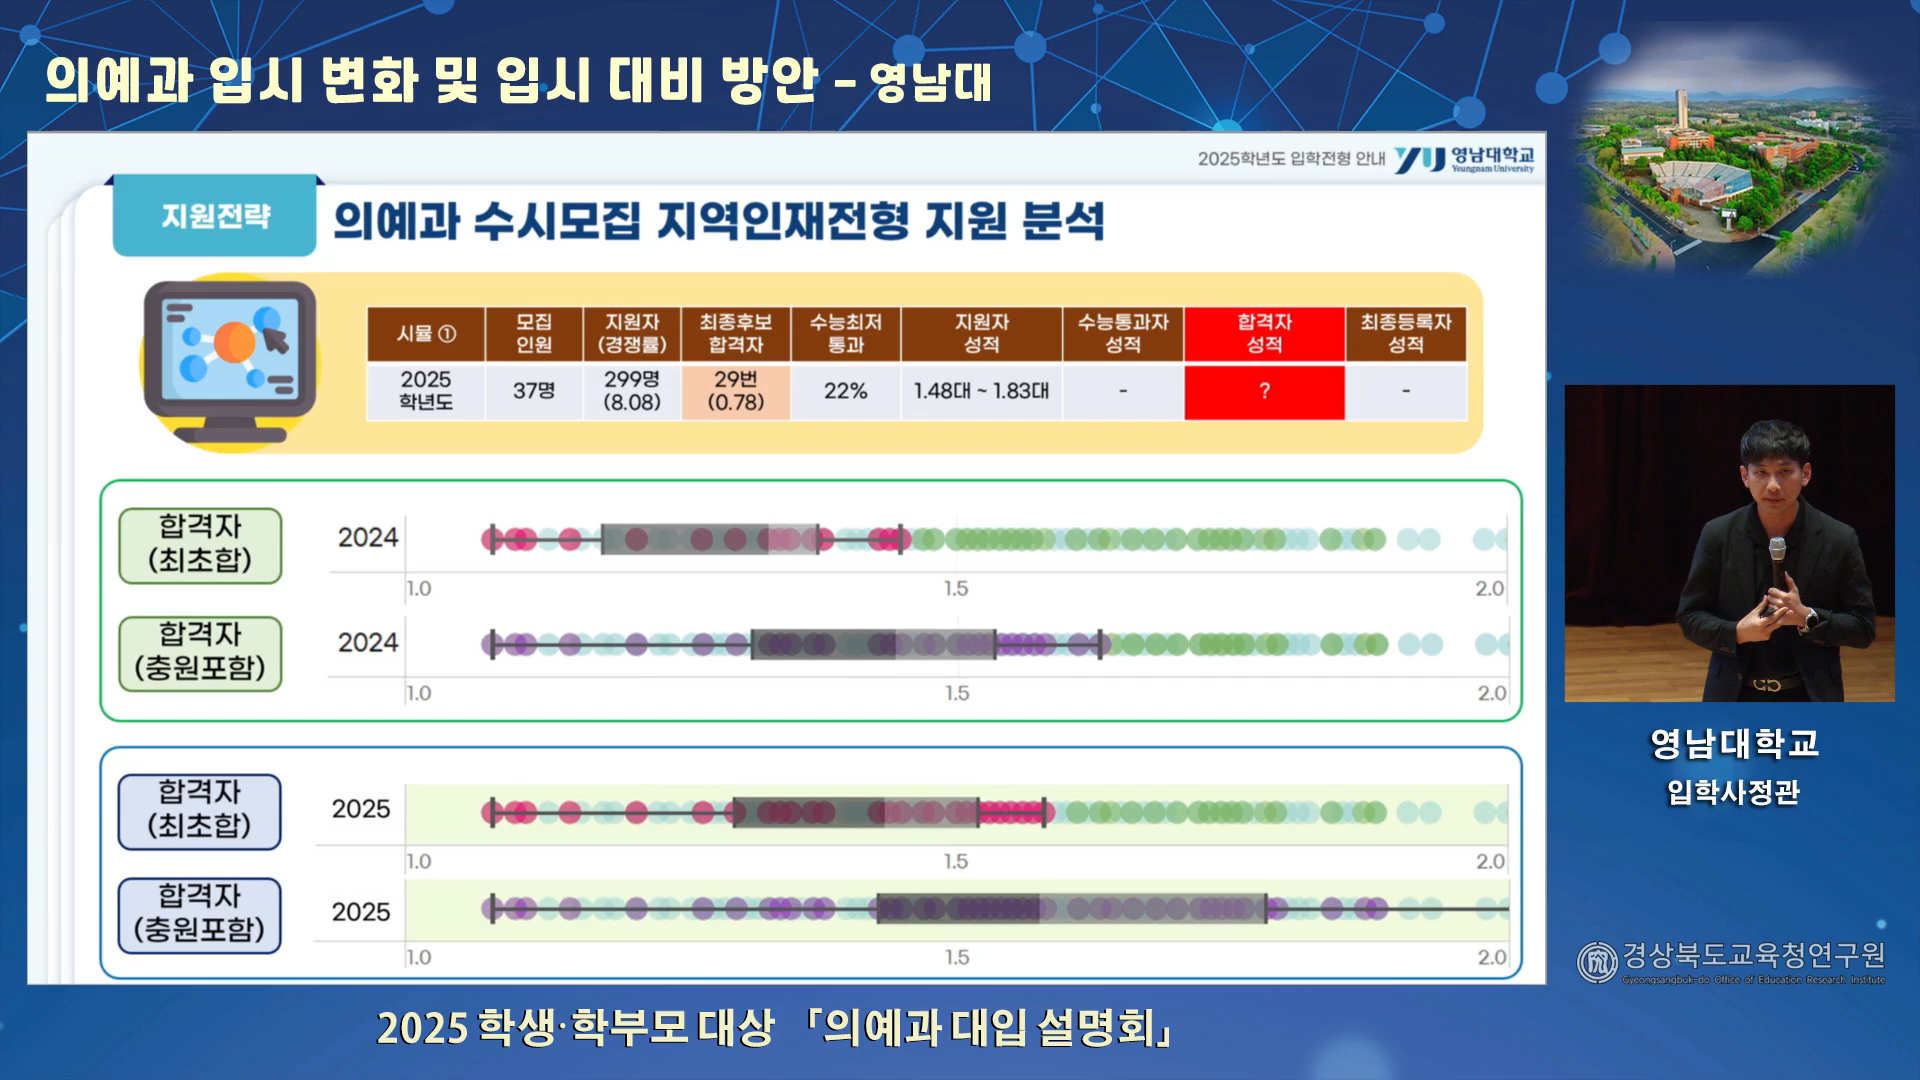 의예과 입시 변화 및 입시 대비 방안 - 영남대
2025학년도 입학전형 안내 YU 영남대학교
Yeungnam University
지원전략 의예과 수시모집 지역인재전형 지원 분석
시뮬 ① 모집 인원 지원자 (경쟁률) 최종후보 합격자 수능최저 통과 지원자 성적 수능통과자 성적 합격자 성적 최종등록자 성적
2025 학년도 37명 299명 (8.08) 29번 (0.78) 22% 1.48대 ~ 1.83대 - ? -
합격자
(최초합)
2024
1.0 1.5 2.0
합격자
(충원포함)
2024
1.0 1.5 2.0
합격자
(최초합)
2025
1.0 1.5 2.0
합격자
(충원포함)
2025
1.0 1.5 2.0
영남대학교
입학사정관
경상북도교육청연구원
Gyeongsangbuk-do Office of Education Research Institute
2025 학생·학부모 대상 「의예과 대입 설명회」